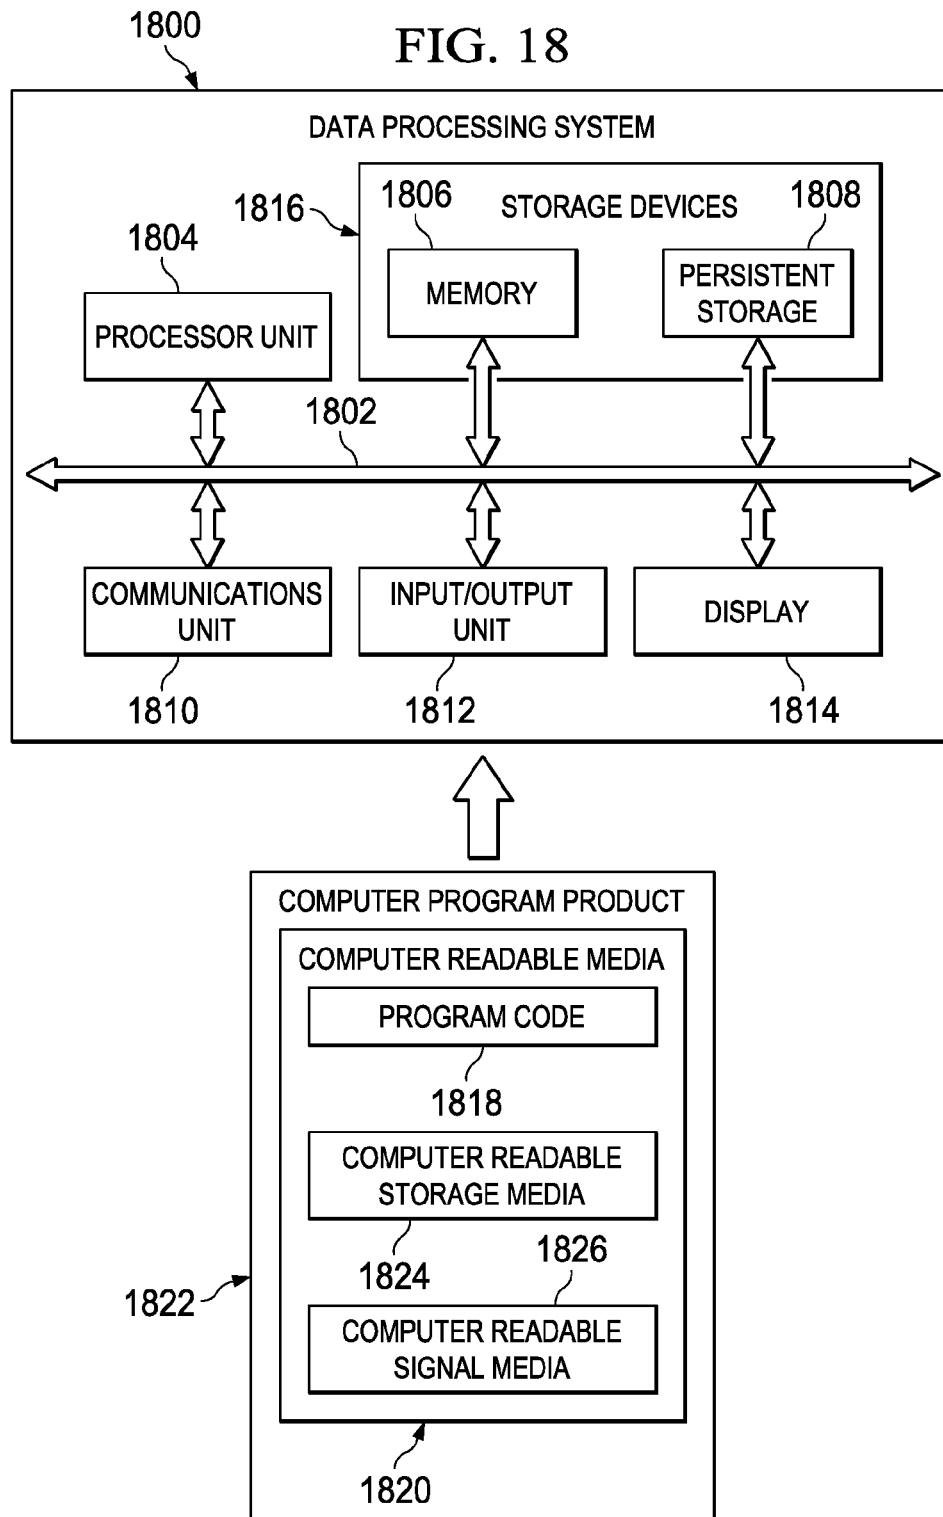 1800
FIG. 18
DATA PROCESSING SYSTEM
1816
1806
STORAGE DEVICES
1808
1804
MEMORY
PERSISTENT
STORAGE
PROCESSOR UNIT
1802
COMMUNICATIONS
UNIT
INPUT/OUTPUT
UNIT
DISPLAY
1810
1812
1814
COMPUTER PROGRAM PRODUCT
COMPUTER READABLE MEDIA
PROGRAM CODE
1818
COMPUTER READABLE
STORAGE MEDIA
1824
1826
1822
COMPUTER READABLE
SIGNAL MEDIA
1820